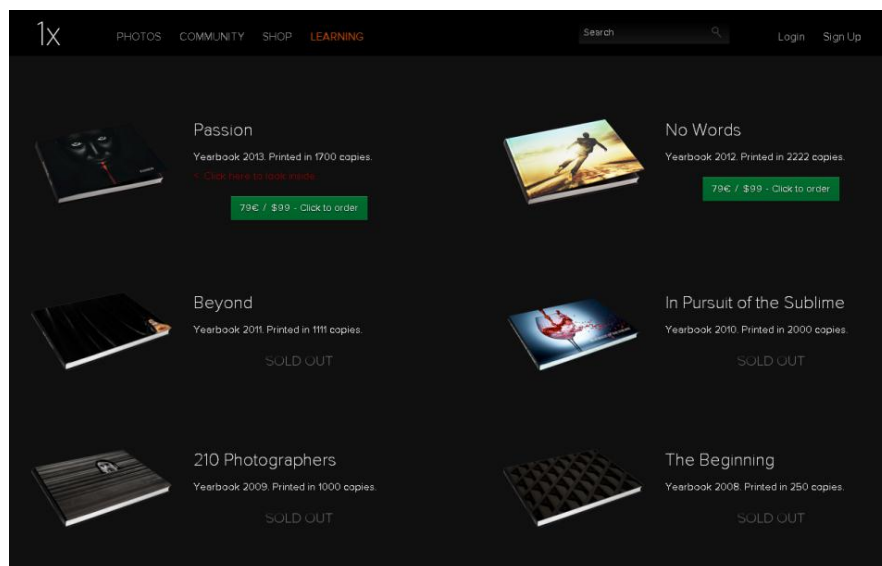 1x
PHOTOS COMMUNITY SHOP LEARNING
Search
Login Sign Up
Passion
Yearbook 2013. Printed in 1700 copies.
< Click here to look inside.
79€ / $99 - Click to order
No Words
Yearbook 2012. Printed in 2222 copies.
79€ / $99 - Click to order
Beyond
Yearbook 2011. Printed in 1111 copies.
SOLD OUT
In Pursuit of the Sublime
Yearbook 2010. Printed in 2000 copies.
SOLD OUT
210 Photographers
Yearbook 2009. Printed in 1000 copies.
SOLD OUT
The Beginning
Yearbook 2008. Printed in 250 copies.
SOLD OUT